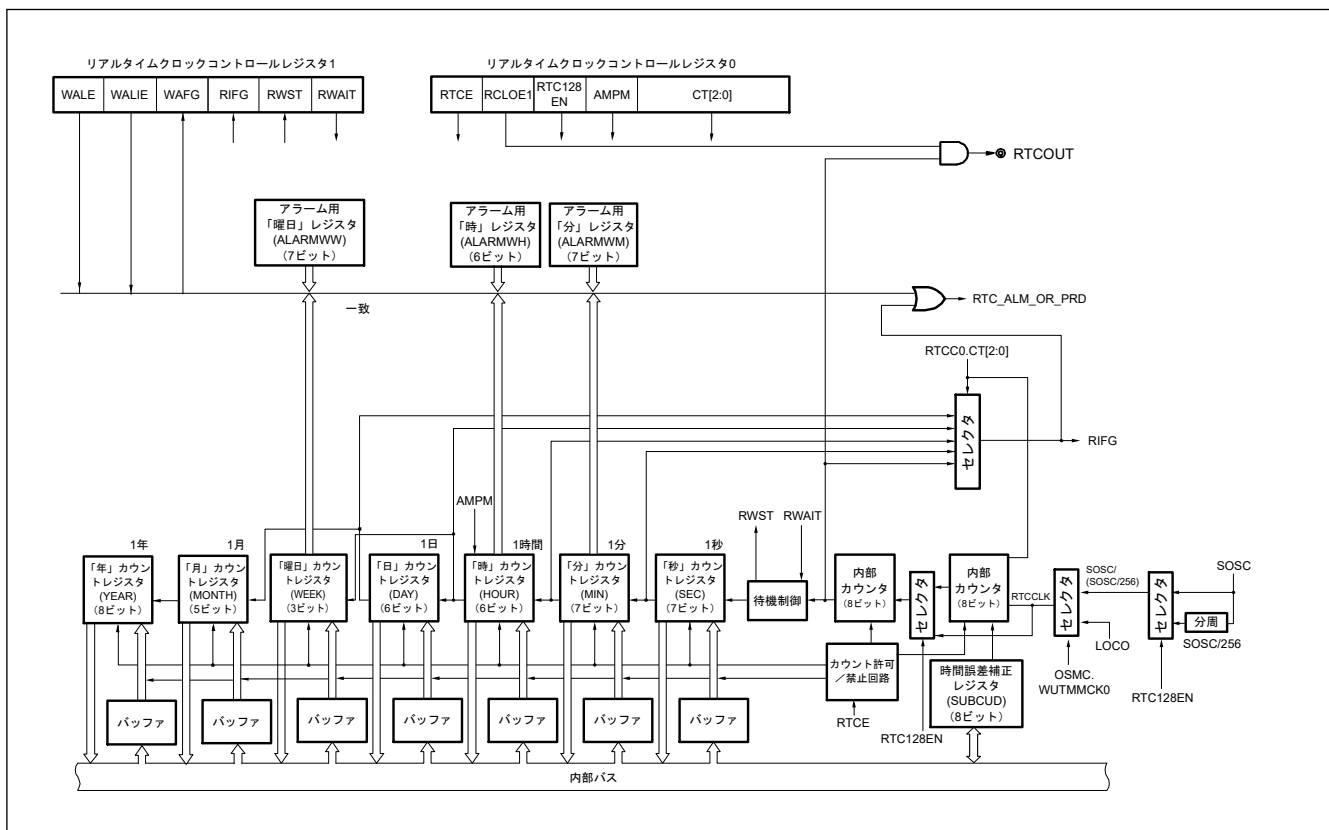 リアルタイムクロックコントロールレジスタ1
WALE WALIE WAFG RIFG RWST RWAIT
リアルタイムクロックコントロールレジスタ0
RTCE RCLOE1 RTC128
EN AMPM CT[2:0]
RTCOUT
アラーム用
「曜日」レジスタ
(ALARMWW)
(7ビット)
アラーム用
「時」レジスタ
(ALARMWH)
(6ビット)
アラーム用
「分」レジスタ
(ALARMWM)
(7ビット)
一致
RTC_ALM_OR_PRD
RTCC0.CT[2:0]
セレクタ
RIFG
AMPM
RWST
RWAIT
1年
「年」カウン
トレジスタ
(YEAR)
(8ビット)
1月
「月」カウン
トレジスタ
(MONTH)
(5ビット)
「曜日」カウ
ントレジスタ
(WEEK)
(3ビット)
1日
「日」カウン
トレジスタ
(DAY)
(6ビット)
1時間
「時」カウン
トレジスタ
(HOUR)
(6ビット)
1分
「分」カウン
トレジスタ
(MIN)
(7ビット)
1秒
「秒」カウン
トレジスタ
(SEC)
(7ビット)
待機制御
内部
カウンタ
(8ビット)
セレクタ
内部
カウンタ
(8ビット)
RTCCLK
セレクタ
SOSC/
(SOSC/256)
セレクタ
SOSC
分周
SOSC/256
LOCO
OSMC.
WUTMMCK0
RTC128EN
カウント許可
/禁止回路
RTCE
RTC128EN
時間誤差補正
レジスタ
(SUBCUD)
(8ビット)
バッファ
バッファ
バッファ
バッファ
バッファ
バッファ
バッファ
内部バス